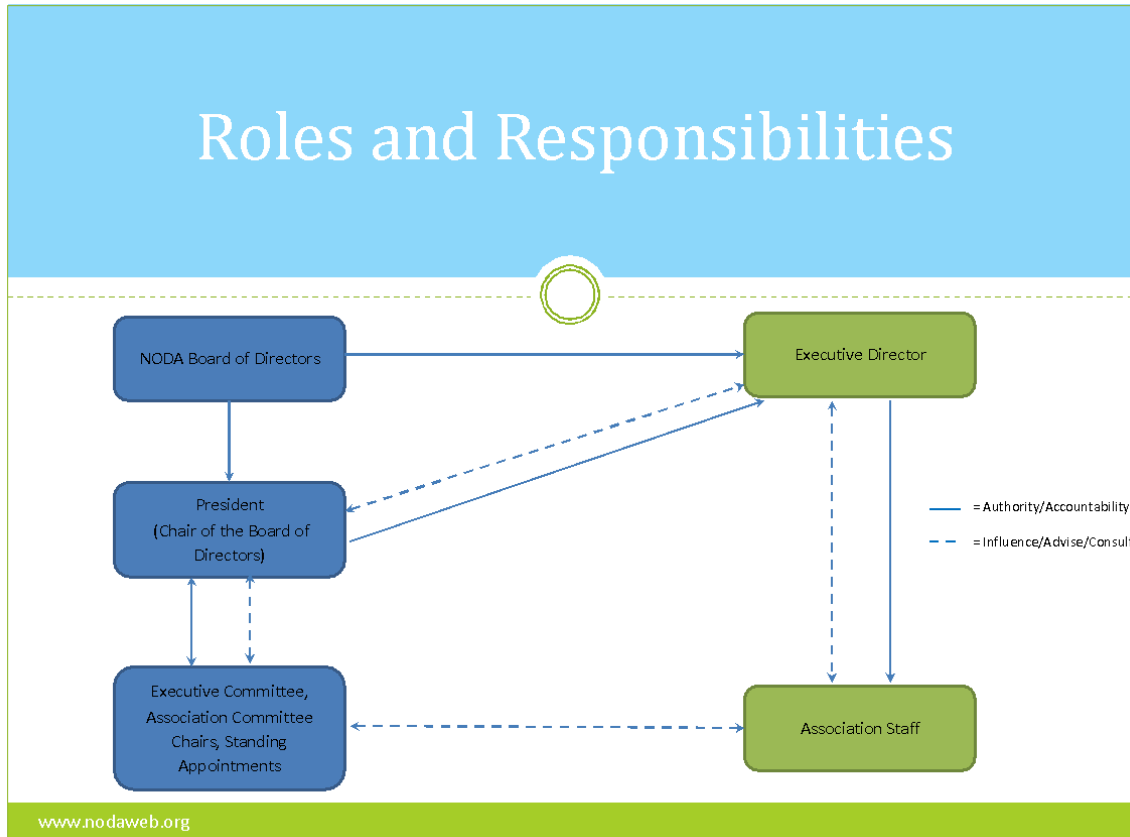 Roles and Responsibilities
NODA Board of Directors
Executive Director
President
(Chair of the Board of
Directors)
= Authority/Accountability
= Influence/Advise/Consul
Executive Committee,
Association Committee
Chairs, Standing
Appointments
Association Staff
www.nodaweb.org